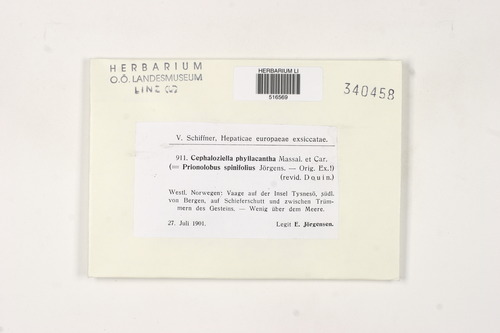 HERBARIUM
O.Ö. LANDESMUSEUM
LINZ
HERBARIUM LI
516569
340458
V. Schiffner, Hepaticae europaeae exsiccatae.
911. Cephaloziella phyllacantha Massal. et Car.
(= Prionolobus spinifolius Jörgens. — Orig. Ex.!)
(revid. Douin.)
Westl. Norwegen: Vaage auf der Insel Tysnesö, südl.
von Bergen, auf Schieferschutt und zwischen Trüm-
mern des Gesteins. — Wenig über dem Meere.
27. Juli 1901. Legit E. Jörgensen.